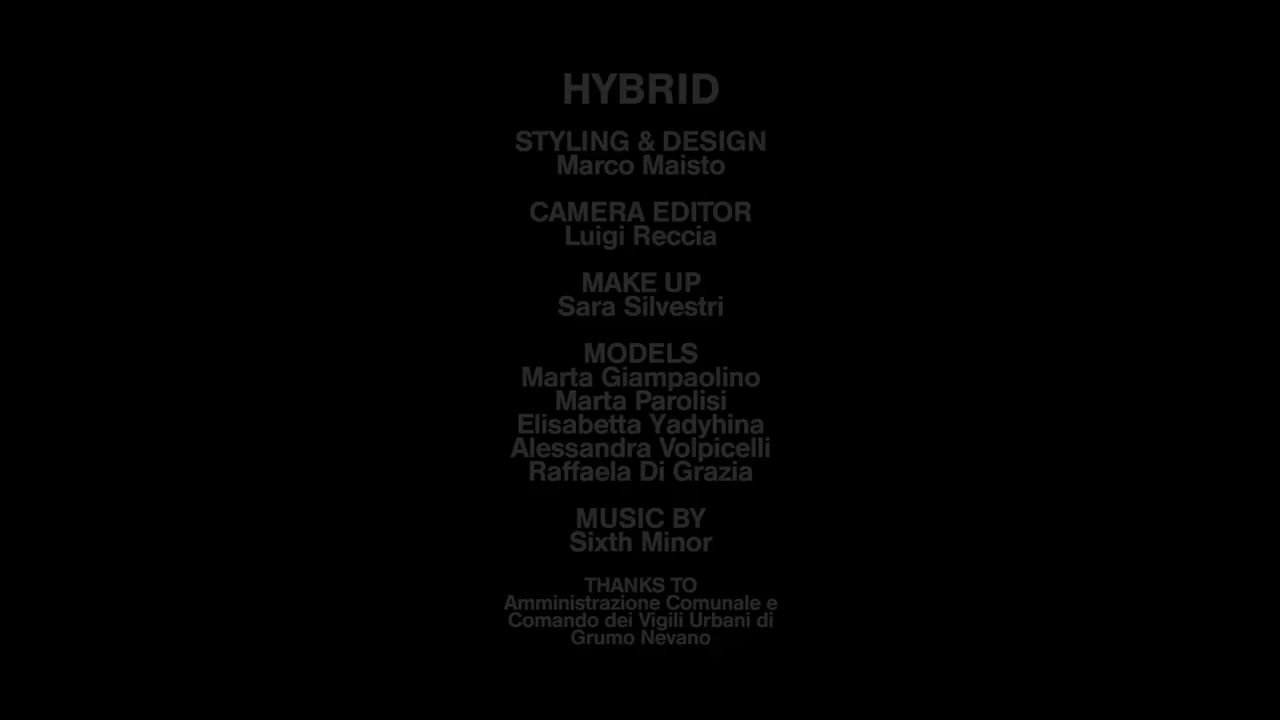 HYBRID
STYLING & DESIGN
Marco Maisto
CAMERA EDITOR
Luigi Reccia
MAKE UP
Sara Silvestri
MODELS
Marta Giampaolino
Marta Parolisi
Elisabetta Yadyhina
Alessandra Volpicelli
Raffaela Di Grazia
MUSIC BY
Sixth Minor
THANKS TO
Amministrazione Comunale e
Comando dei Vigili Urbani di
Grumo Nevano